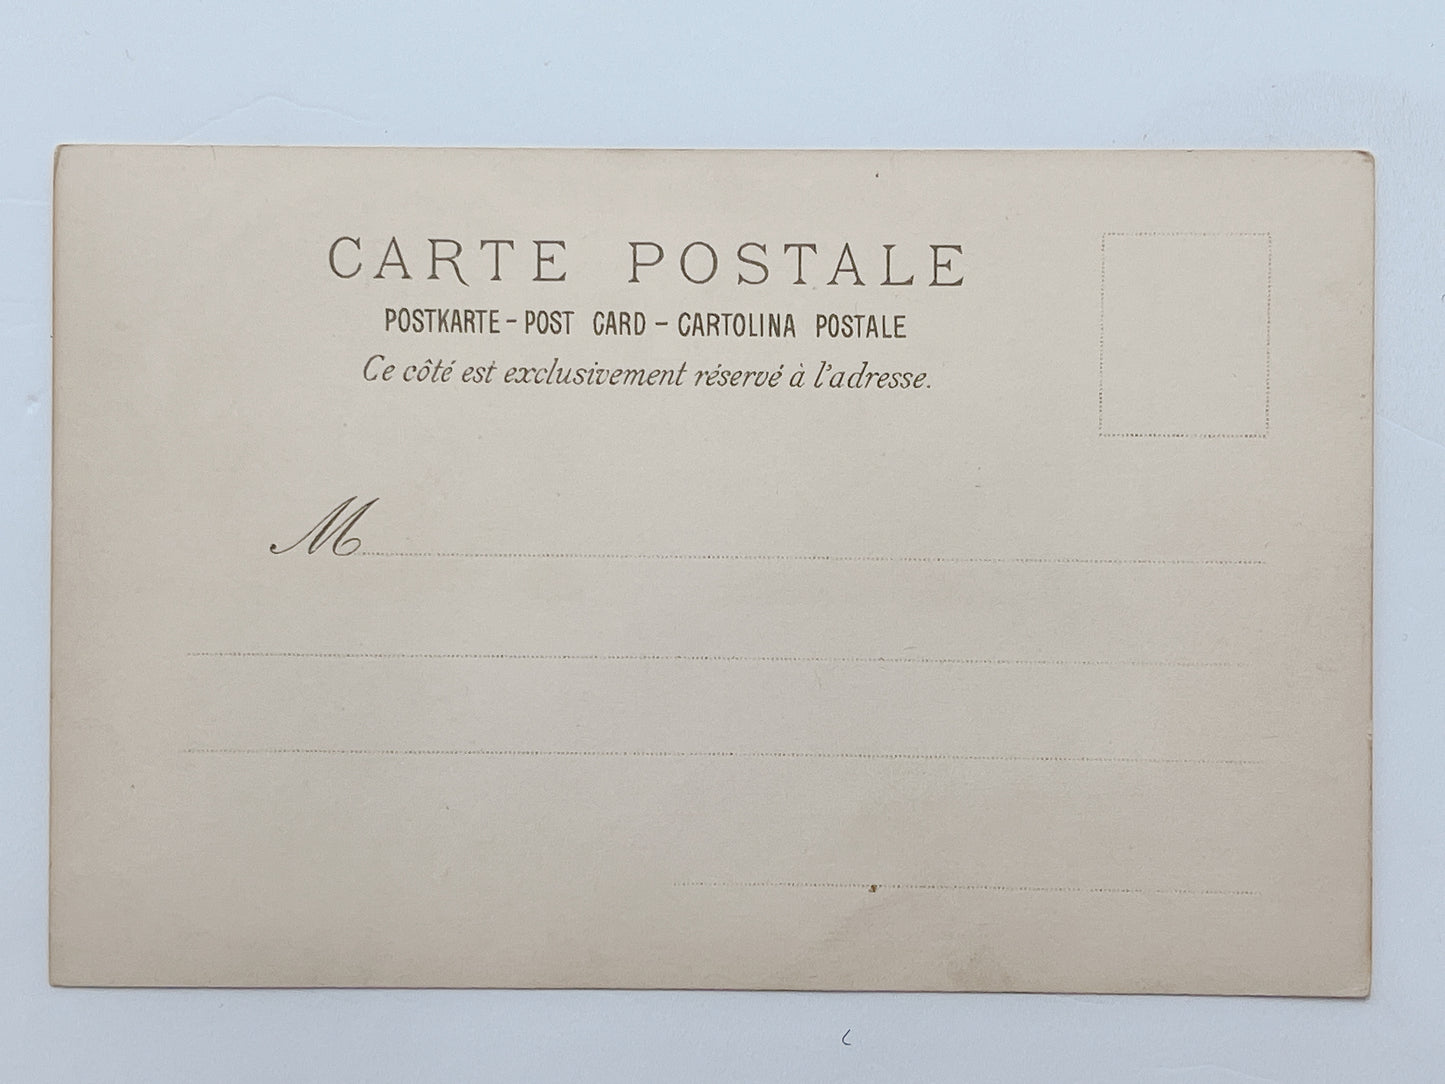 CARTE POSTALE
POSTKARTE - POST CARD - CARTOLINA POSTALE
Ce côté est exclusivement réservé à l'adresse.
M